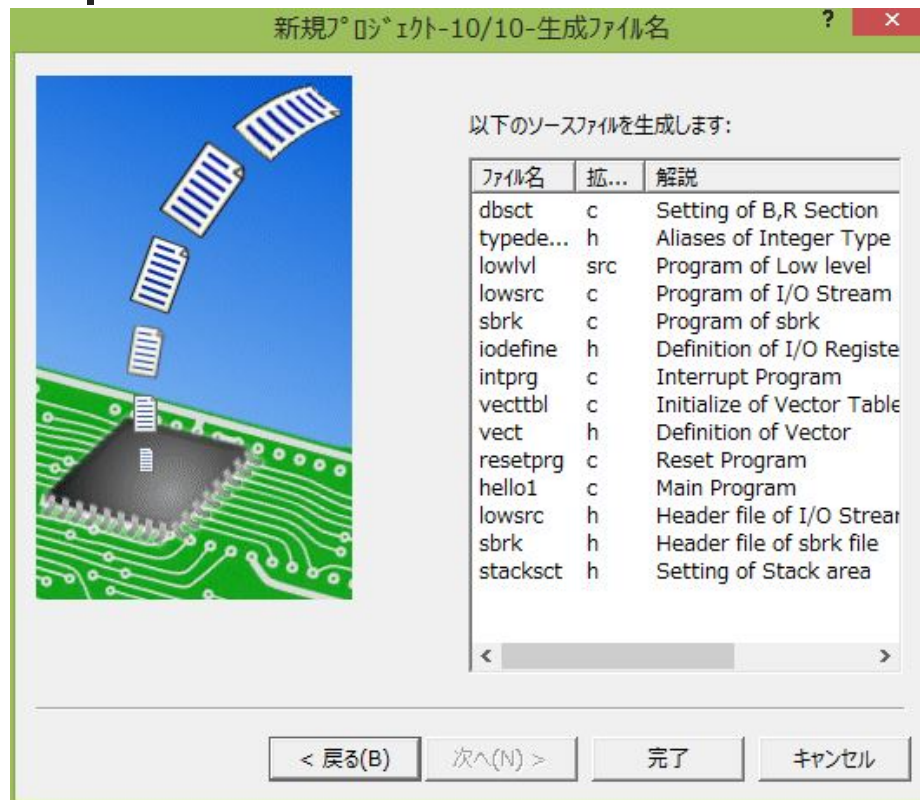 新規プロジェクト-10/10-生成ファイル名
? ×
以下のソースファイルを生成します:
ファイル名 拡... 解説
dbsct c Setting of B,R Section
typede... h Aliases of Integer Type
lowlvl src Program of Low level
lowsrc c Program of I/O Stream
sbrk c Program of sbrk
iodefine h Definition of I/O Registe
intprg c Interrupt Program
vecttbl c Initialize of Vector Table
vect h Definition of Vector
resetprg c Reset Program
hello1 c Main Program
lowsrc h Header file of I/O Strear
sbrk h Header file of sbrk file
stacksct h Setting of Stack area
< >
< 戻る(B) 次へ(N) > 完了 キャンセル